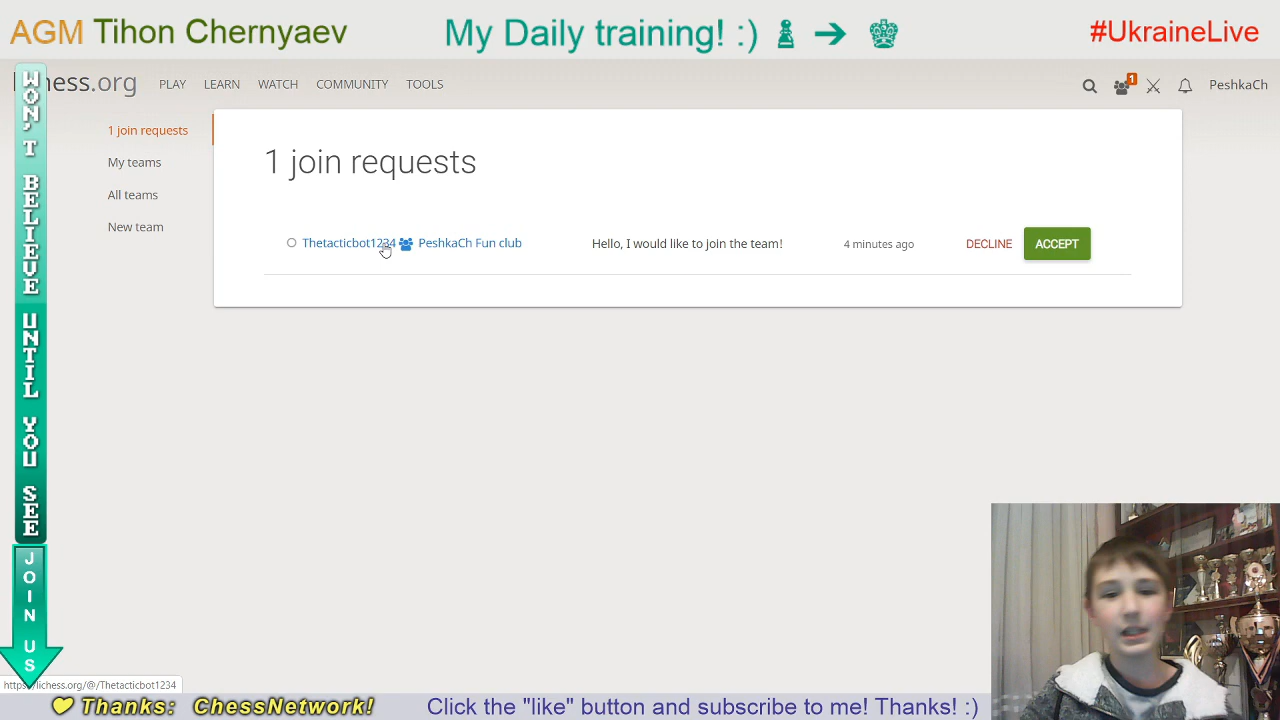 AGM Tihon Chernyaev
My Daily training! :)
#UkraineLive
chess.org
PLAY
LEARN
WATCH
COMMUNITY
TOOLS
1
PeshkaCh
WON'T BELIEVE UNTIL YOU SEE
JOIN US
1 join requests
My teams
All teams
New team
1 join requests
Thetacticbot1234 PeshkaCh Fun club
Hello, I would like to join the team!
4 minutes ago
DECLINE
ACCEPT
https://lichess.org/@/Thetacticbot1234
Thanks: ChessNetwork!
Click the "like" button and subscribe to me! Thanks! :)